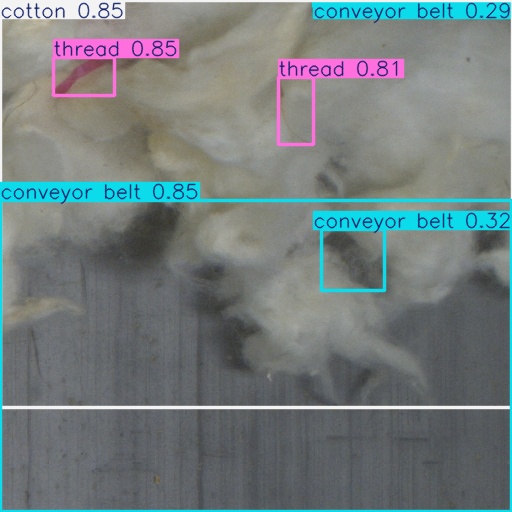 cotton 0.85
conveyor belt 0.29
thread 0.85
thread 0.81
conveyor belt 0.85
conveyor belt 0.32